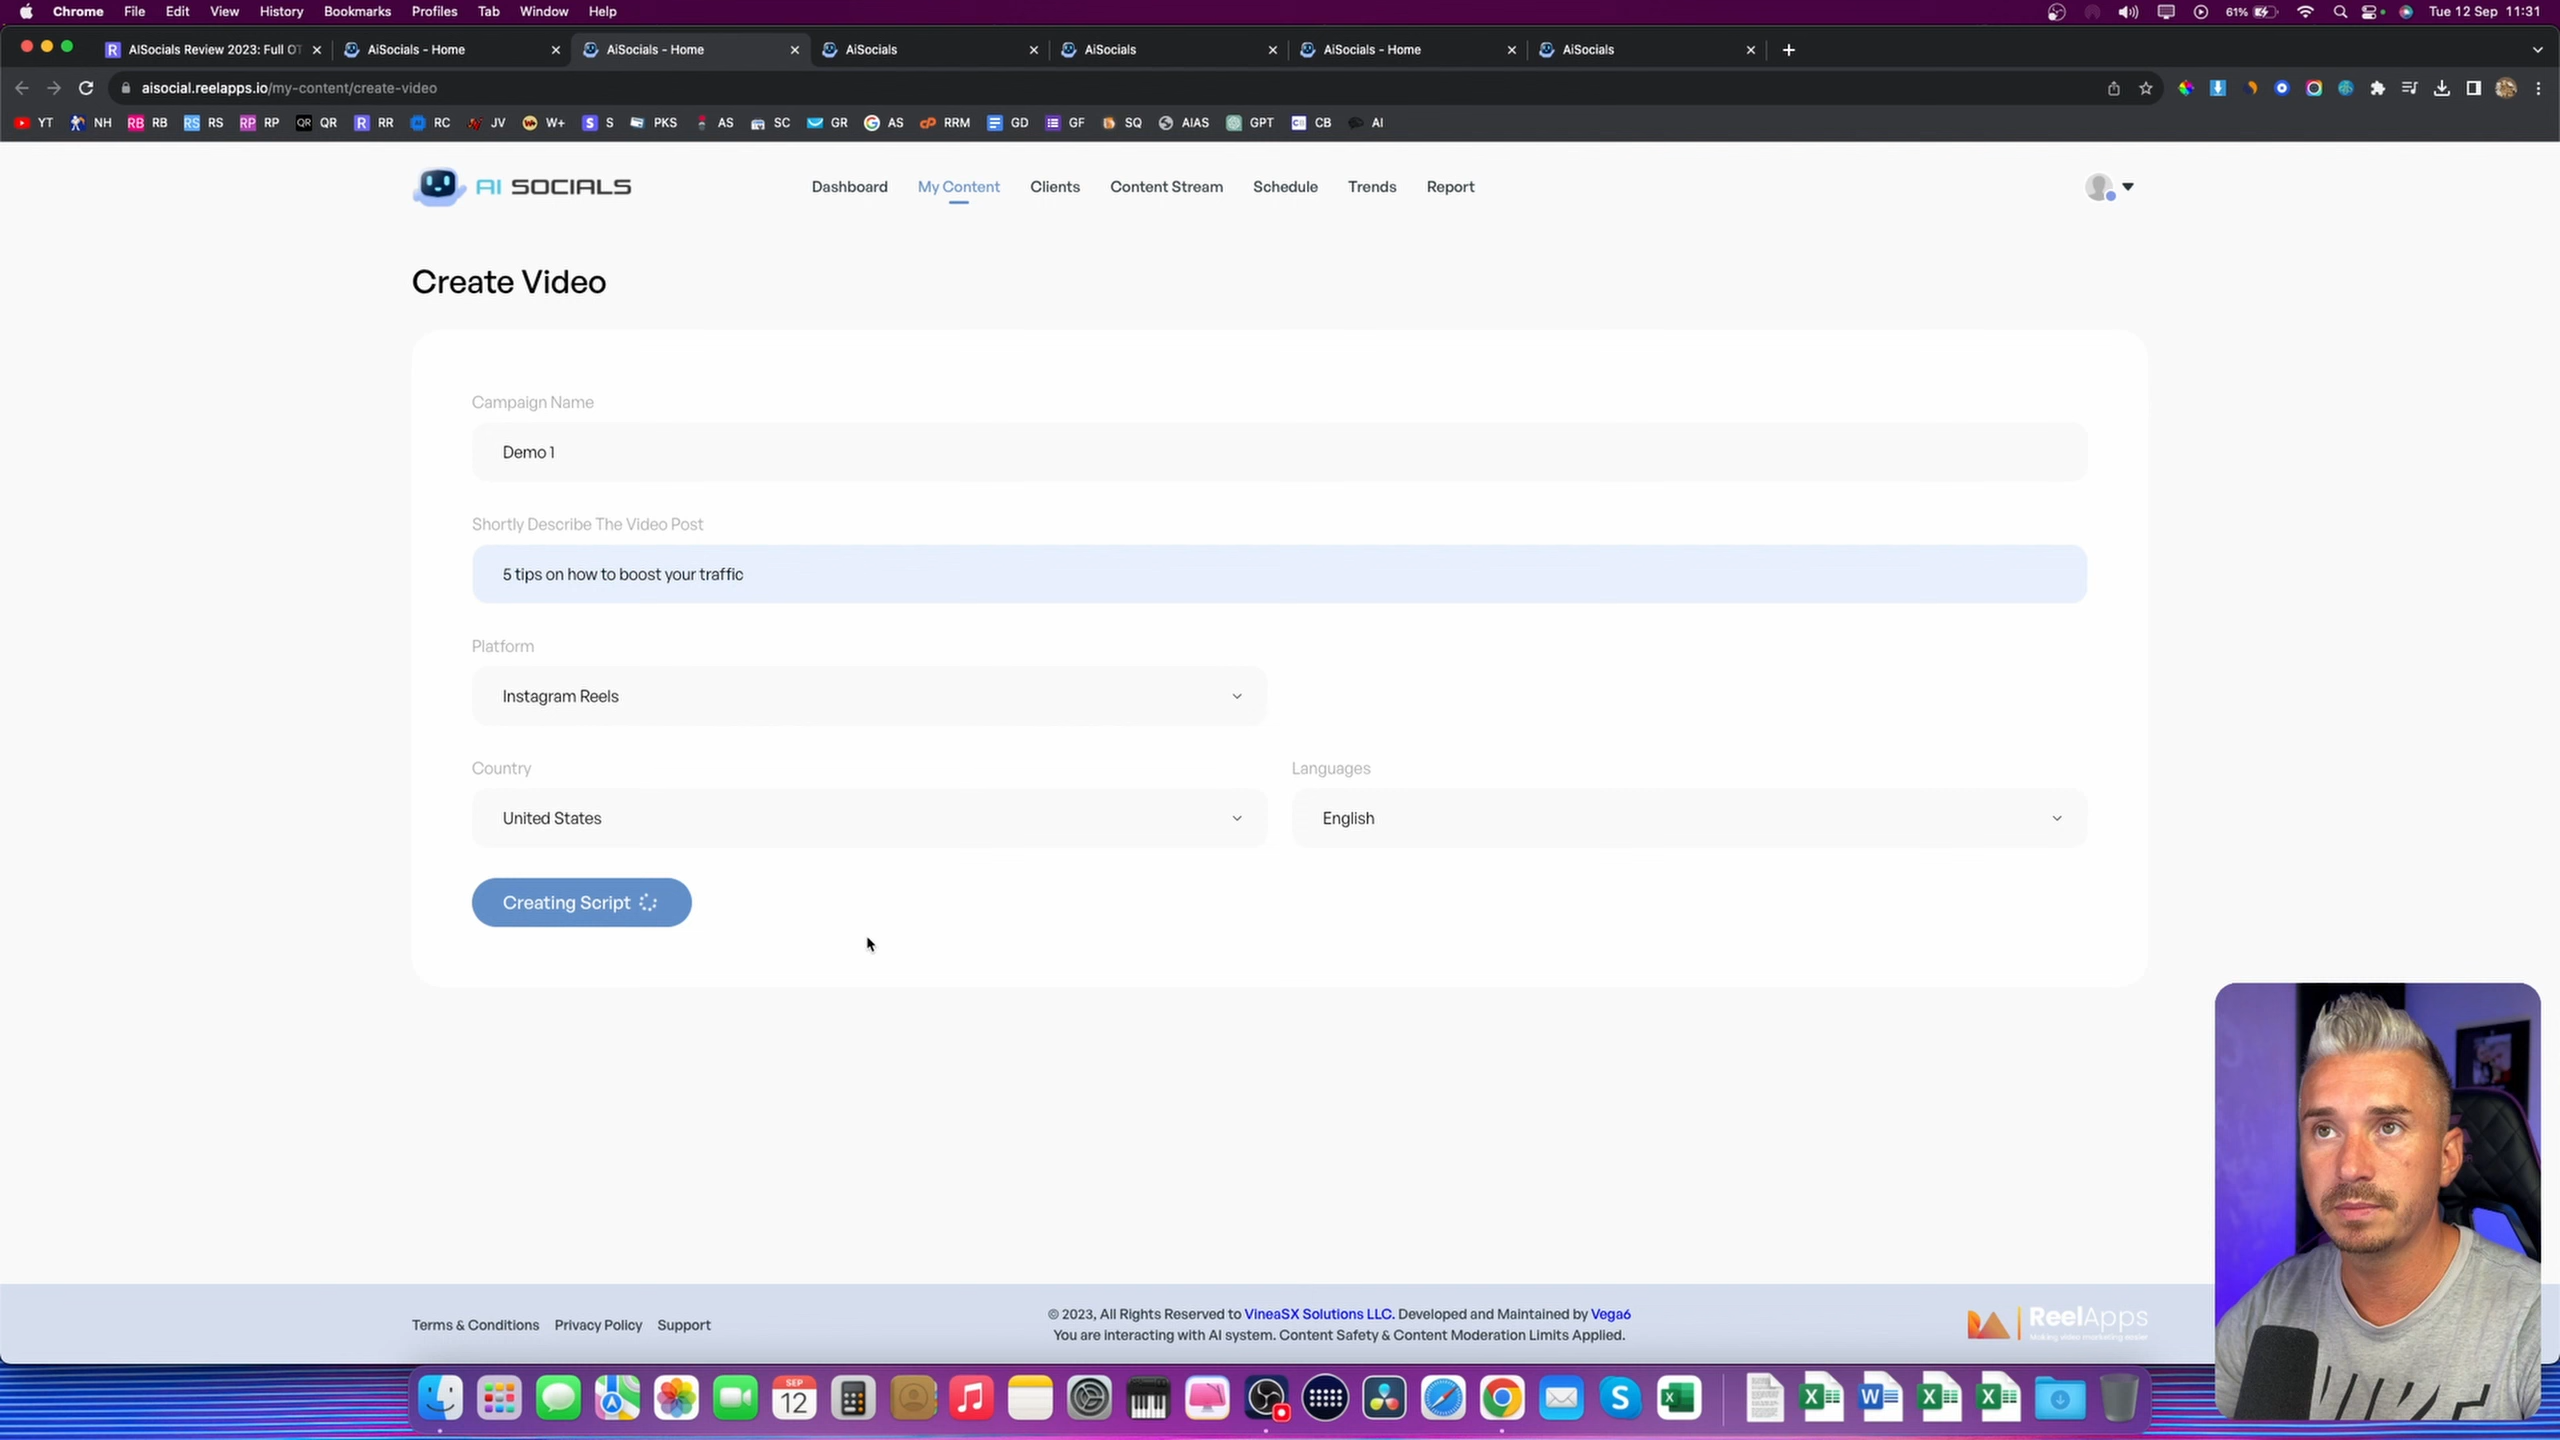 Chrome File Edit View History Bookmarks Profiles Tab Window Help 61% Tue 12 Sep 11:31
AISocials Review 2023: Full OT AiSocials - Home AiSocials - Home AiSocials AiSocials AiSocials - Home AiSocials
aisocial.reelapps.io/my-content/create-video
YT NH RB RB RS RS RP RP QR QR R RR RC JV W+ S S PKS AS SC GR AS RRM GD GF SQ AIAS GPT CB AI
AI SOCIALS Dashboard My Content Clients Content Stream Schedule Trends Report
Create Video
Campaign Name
Demo 1
Shortly Describe The Video Post
5 tips on how to boost your traffic
Platform
Instagram Reels
Country Languages
United States English
Creating Script
Terms & Conditions Privacy Policy Support
© 2023, All Rights Reserved to VineaSX Solutions LLC. Developed and Maintained by Vega6
You are interacting with AI system. Content Safety & Content Moderation Limits Applied.
ReelApps
Making video marketing easier
SEP
12